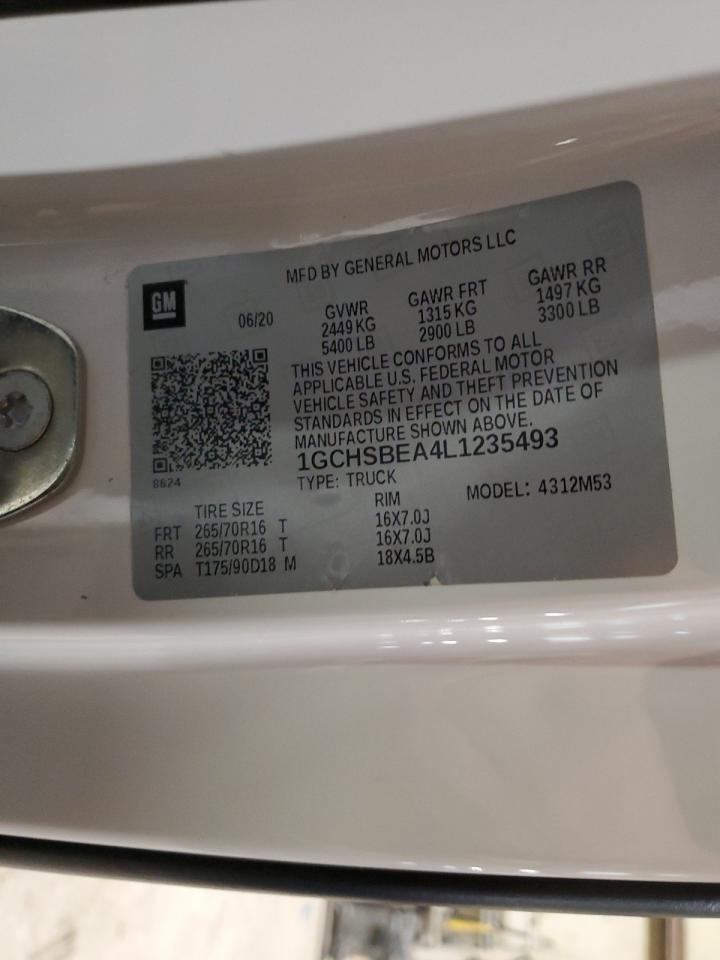 MFD BY GENERAL MOTORS LLC
GM
06/20
GVWR
2449 KG
5400 LB
GAWR FRT
1315 KG
2900 LB
GAWR RR
1497 KG
3300 LB
THIS VEHICLE CONFORMS TO ALL
APPLICABLE U.S. FEDERAL MOTOR
VEHICLE SAFETY AND THEFT PREVENTION
STANDARDS IN EFFECT ON THE DATE OF
MANUFACTURE SHOWN ABOVE.
1GCHSBEA4L1235493
8624
TYPE: TRUCK
MODEL: 4312M53
TIRE SIZE RIM
FRT 265/70R16 T 16X7.0J
RR 265/70R16 T 16X7.0J
SPA T175/90D18 M 18X4.5B